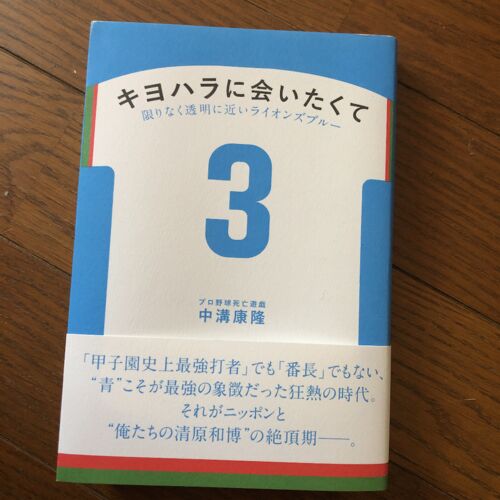 キヨハラに会いたくて
限りなく透明に近いライオンズブルー
3
プロ野球死亡遊戯
中溝康隆
「甲子園史上最強打者」でも「番長」でもない、
“青”こそが最強の象徴だった狂熱の時代。
それがニッポンと
“俺たちの清原和博”の絶頂期——。